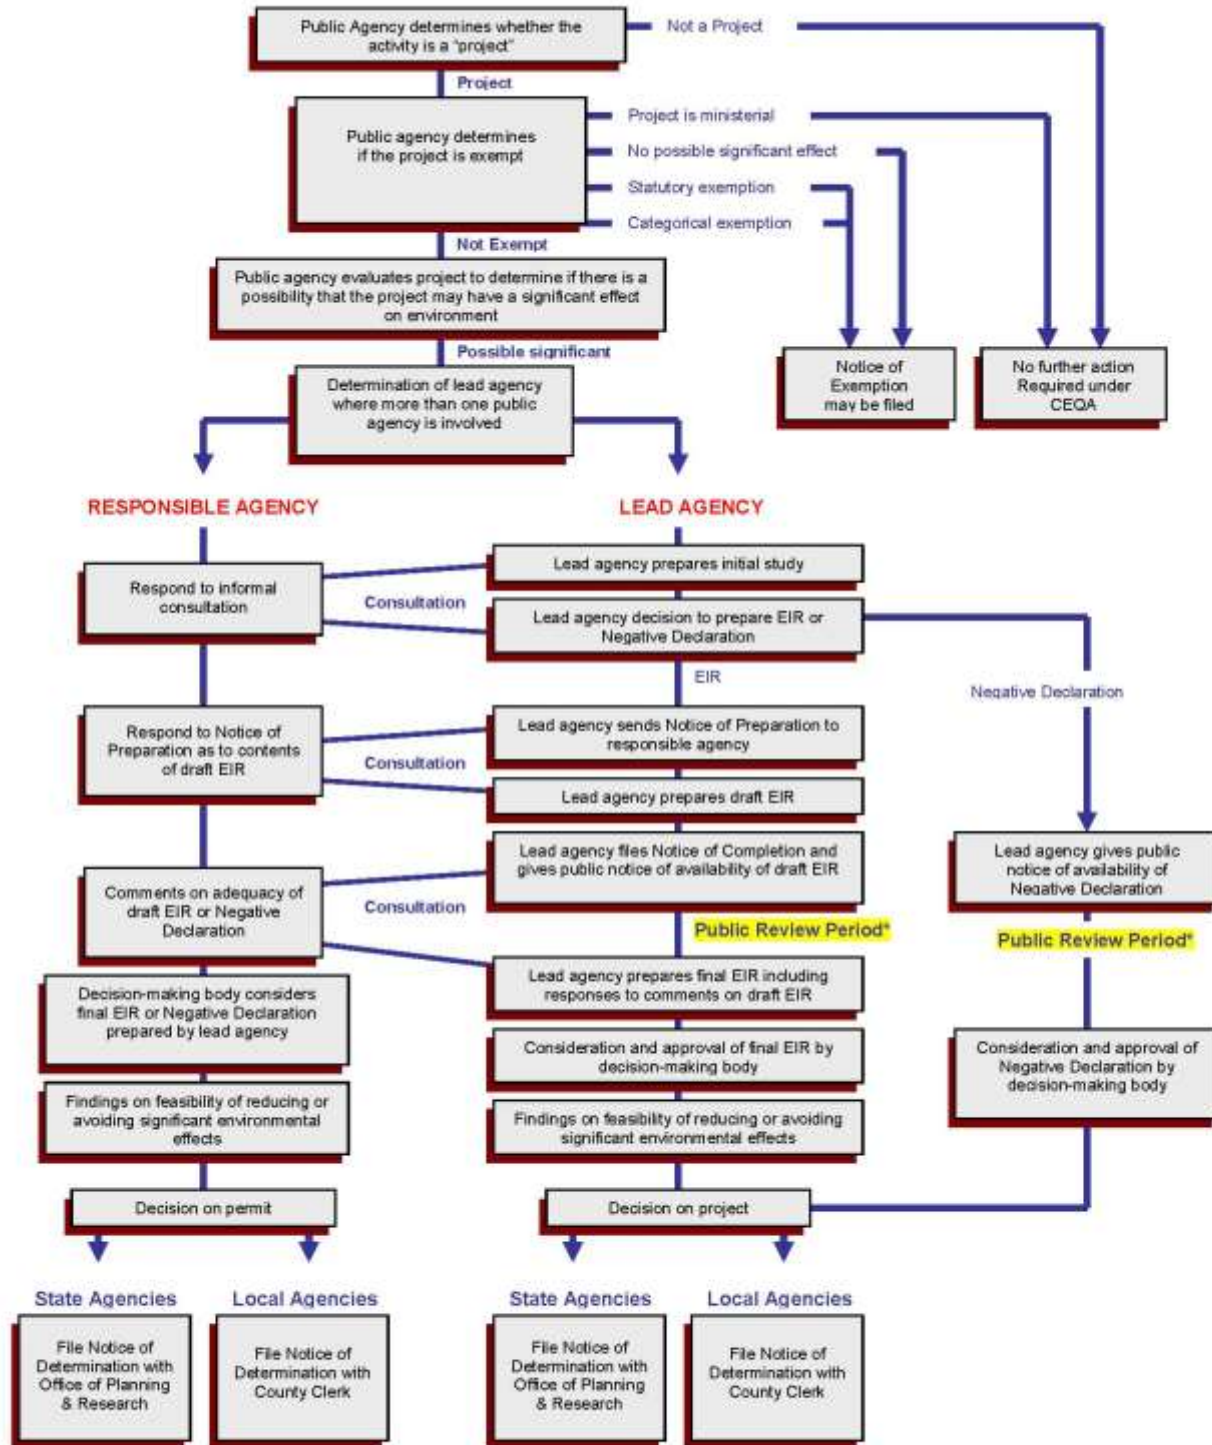 Public Agency determines whether the
activity is a "project"
Not a Project
Project
Public agency determines
if the project is exempt
Project is ministerial
No possible significant effect
Statutory exemption
Categorical exemption
Not Exempt
Public agency evaluates project to determine if there is a
possibility that the project may have a significant effect
on environment
Possible significant
Notice of
Exemption
may be filed
No further action
Required under
CEQA
Determination of lead agency
where more than one public
agency is involved
RESPONSIBLE AGENCY
LEAD AGENCY
Respond to informal
consultation
Consultation
Lead agency prepares initial study
Lead agency decision to prepare EIR or
Negative Declaration
EIR
Negative Declaration
Respond to Notice of
Preparation as to contents
of draft EIR
Consultation
Lead agency sends Notice of Preparation to
responsible agency
Lead agency prepares draft EIR
Comments on adequacy of
draft EIR or Negative
Declaration
Consultation
Lead agency files Notice of Completion and
gives public notice of availability of draft EIR
Public Review Period*
Lead agency gives public
notice of availability of
Negative Declaration
Public Review Period*
Decision-making body considers
final EIR or Negative Declaration
prepared by lead agency
Lead agency prepares final EIR including
responses to comments on draft EIR
Consideration and approval of final EIR by
decision-making body
Consideration and approval of
Negative Declaration by
decision-making body
Findings on feasibility of reducing or
avoiding significant environmental
effects
Findings on feasibility of reducing or avoiding
significant environmental effects
Decision on permit
Decision on project
State Agencies
Local Agencies
State Agencies
Local Agencies
File Notice of
Determination with
Office of Planning
& Research
File Notice of
Determination with
County Clerk
File Notice of
Determination with
Office of Planning
& Research
File Notice of
Determination with
County Clerk